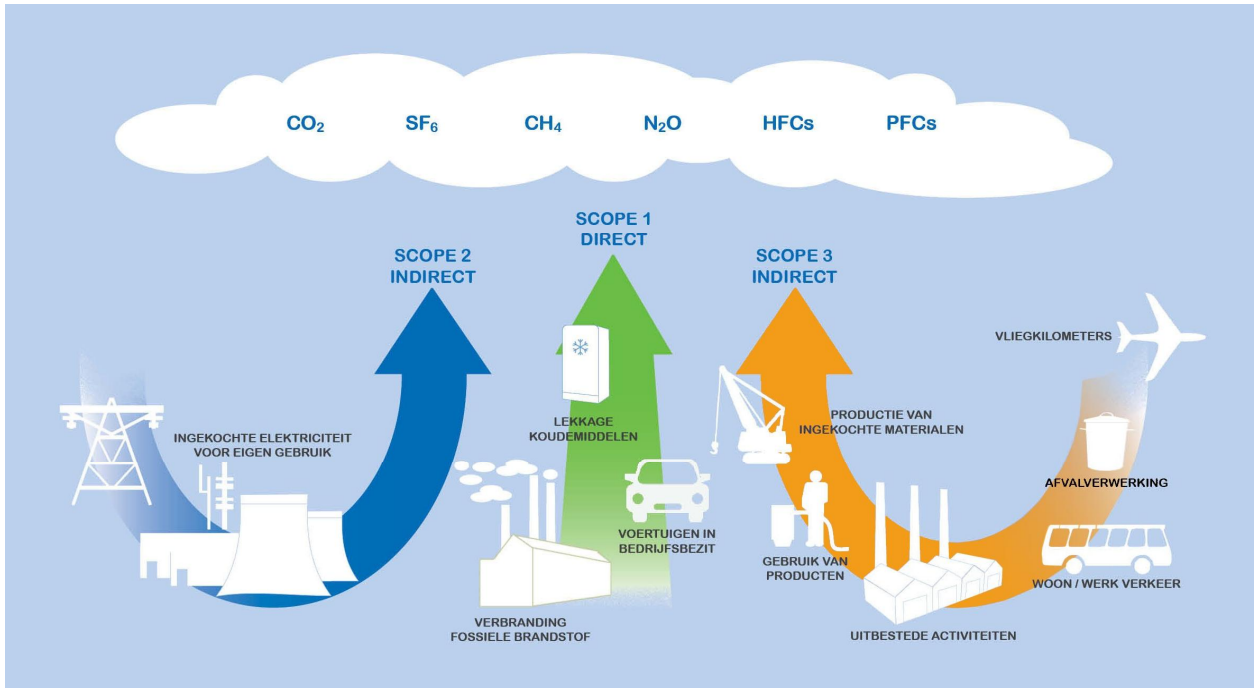 CO₂ SF₆ CH₄ N₂O HFCs PFCs
SCOPE 1
DIRECT
SCOPE 2
INDIRECT
SCOPE 3
INDIRECT
VLIEGKILOMETERS
LEKKAGE
KOUDEMIDDELEN
PRODUCTIE VAN
INGEKOCHTE MATERIALEN
INGEKOCHTE ELEKTRICITEIT
VOOR EIGEN GEBRUIK
AFVALVERWERKING
VOERTUIGEN IN
BEDRIJFSBEZIT
GEBRUIK VAN
PRODUCTEN
WOON / WERK VERKEER
VERBRANDING
FOSSIELE BRANDSTOF
UITBESTEDE ACTIVITEITEN